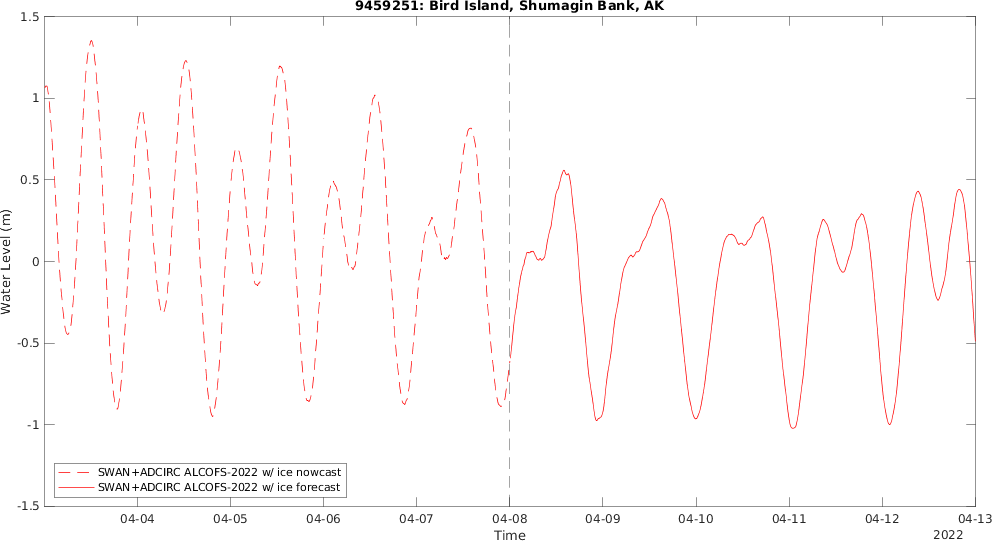 9459251: Bird Island, Shumagin Bank, AK
1.5
1
0.5
0
-0.5
-1
-1.5
Water Level (m)
SWAN+ADCIRC ALCOFS-2022 w/ ice nowcast
SWAN+ADCIRC ALCOFS-2022 w/ ice forecast
04-04 04-05 04-06 04-07 04-08 04-09 04-10 04-11 04-12 04-13
Time
2022